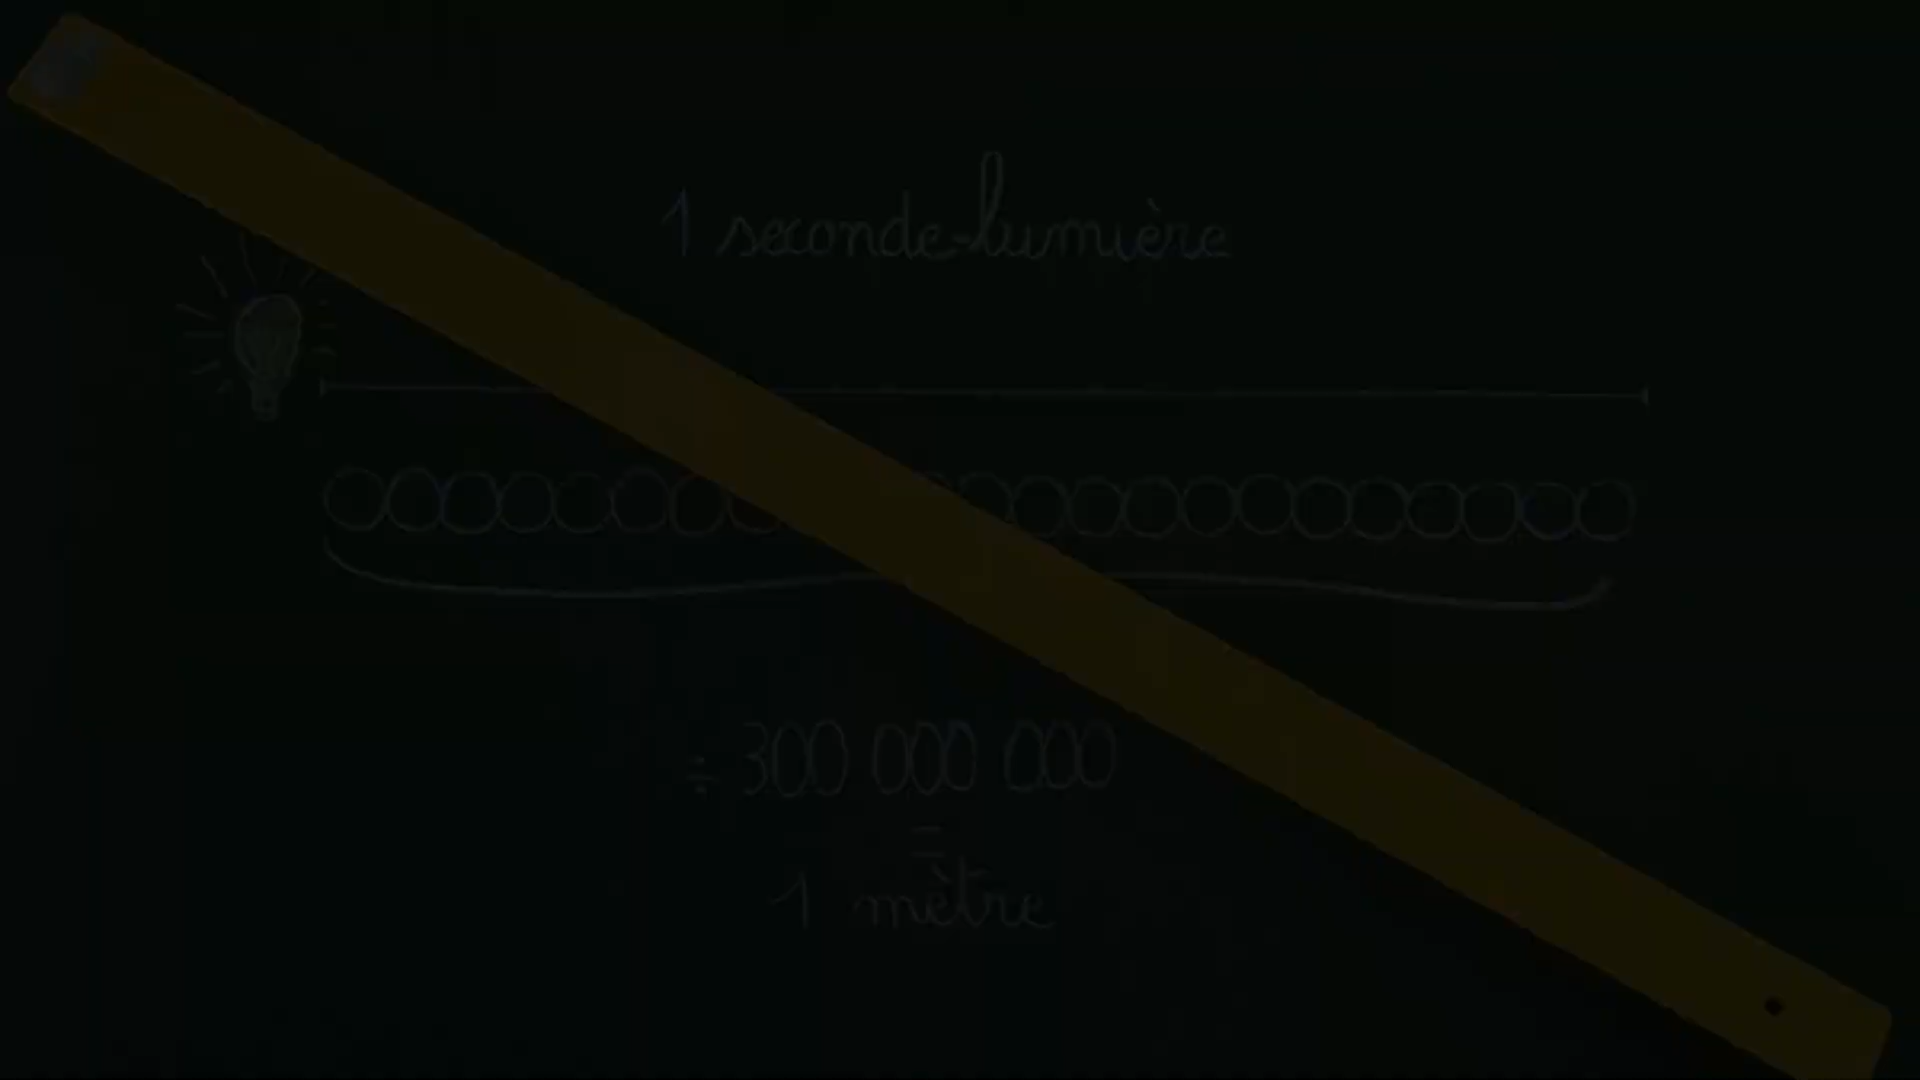 1 seconde-lumière
÷ 300 000 000
=
1 mètre